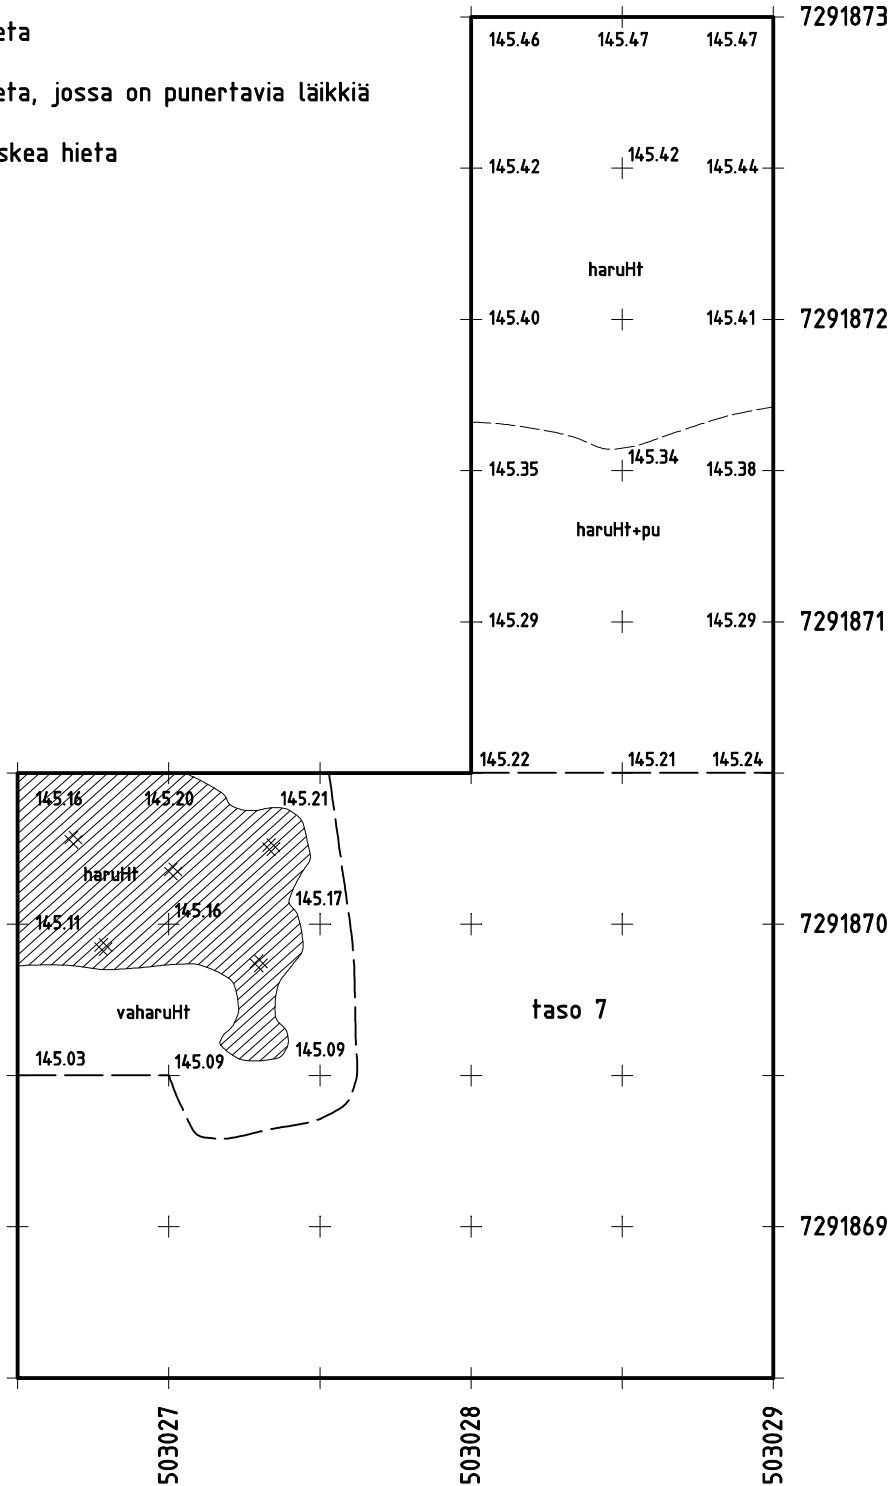 eta
eta, jossa on punertavia läikkiä
skea hieta
7291873
145.46 145.47 145.47
145.42 145.42 145.44
haruHt
145.40 145.41 7291872
145.35 145.34 145.38
haruHt+pu
145.29 145.29 7291871
145.22 145.21 145.24
145.16 145.20 145.21
haruHt
145.11 145.16 145.17 7291870
vaharuHt taso 7
145.03 145.09 145.09
7291869
503027 503028 503029